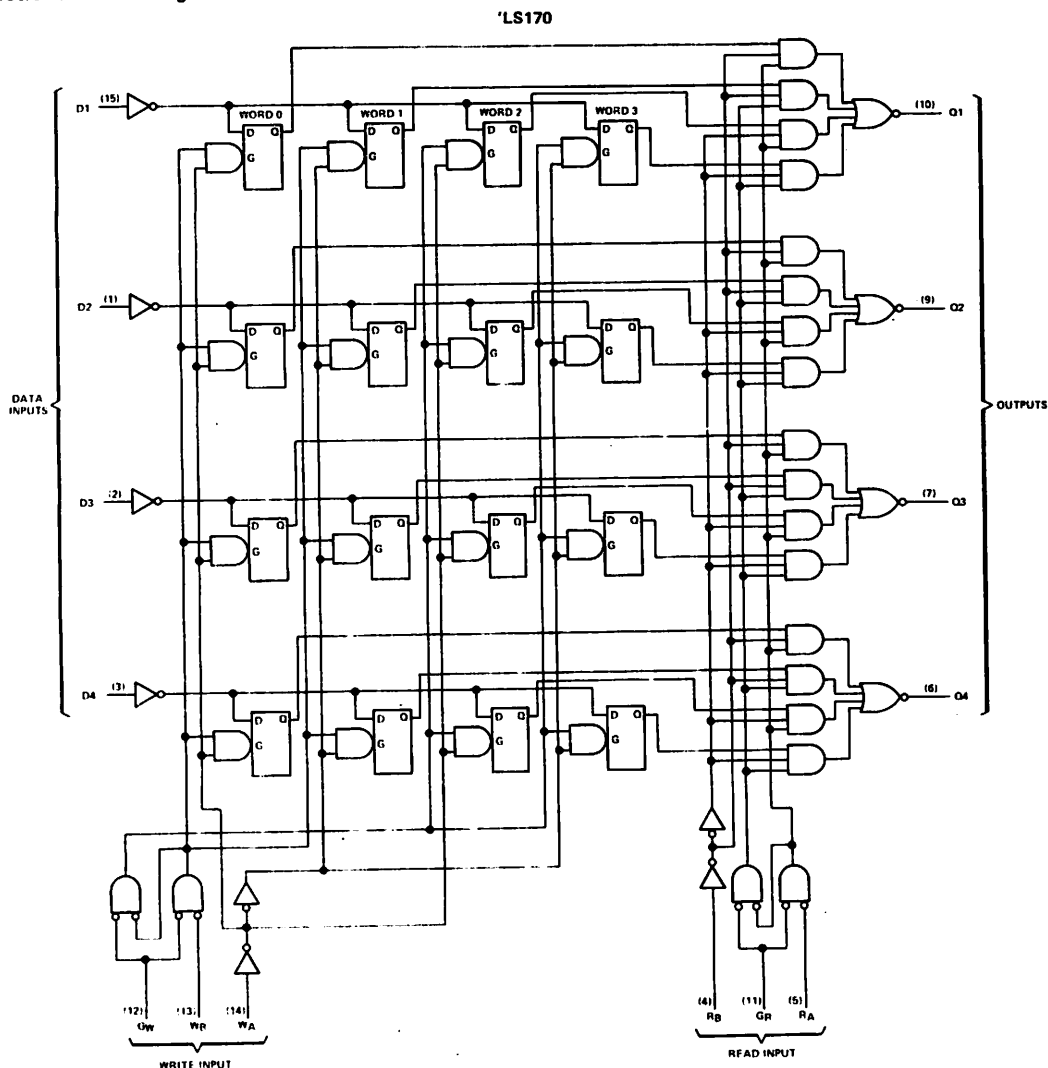 'LS170
D1 (15)
WORD 0 WORD 1 WORD 2 WORD 3
D Q D Q D Q D Q
G G G G
(10) Q1
D2 (1)
D Q D Q D Q D Q
G G G G
(9) Q2
DATA
INPUTS
OUTPUTS
D3 (2)
D Q D Q D Q D Q
G G G G
(7) Q3
D4 (3)
D Q D Q D Q D Q
G G G G
(6) Q4
(12) (13) (14)
GW WB WA
WRITE INPUT
(4) (11) (5)
RB GR RA
READ INPUT